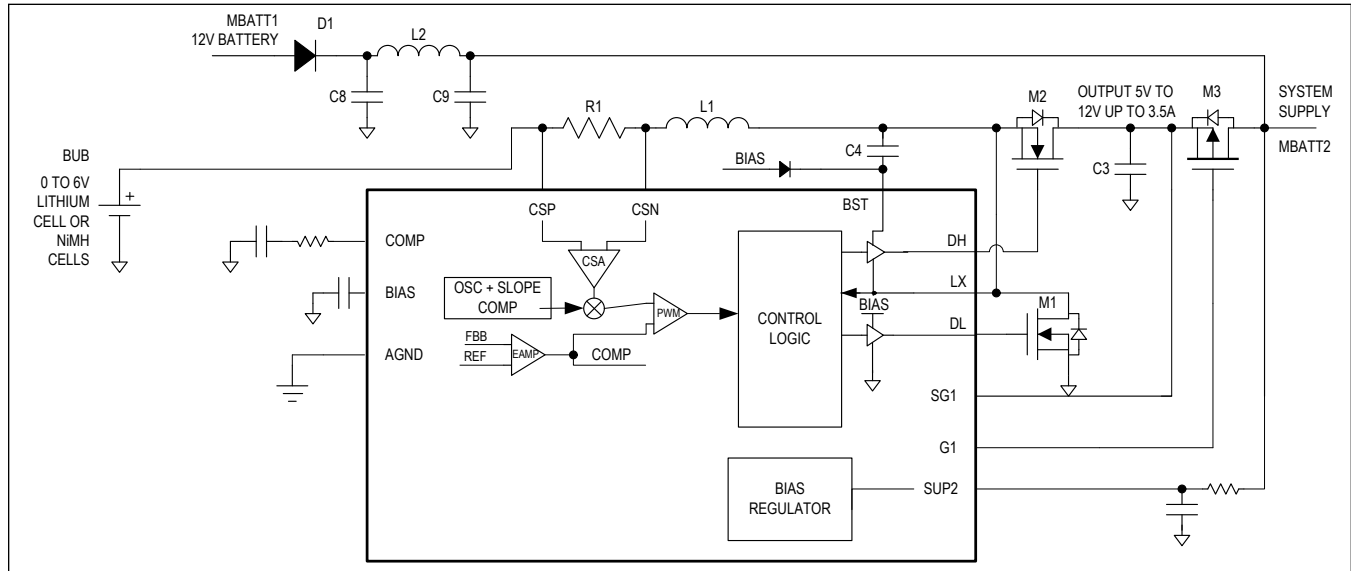 MBATT1
12V BATTERY
D1
L2
C8
C9
R1
L1
M2
OUTPUT 5V TO
12V UP TO 3.5A
M3
SYSTEM
SUPPLY
MBATT2
BUB
0 TO 6V
LITHIUM
CELL OR
NiMH
CELLS
+
BIAS
C4
C3
BST
CSP
CSN
COMP
CSA
DH
BIAS
OSC + SLOPE
COMP
PWM
CONTROL
LOGIC
LX
BIAS
DL
M1
AGND
FBB
REF
EAMP
COMP
SG1
G1
BIAS
REGULATOR
SUP2